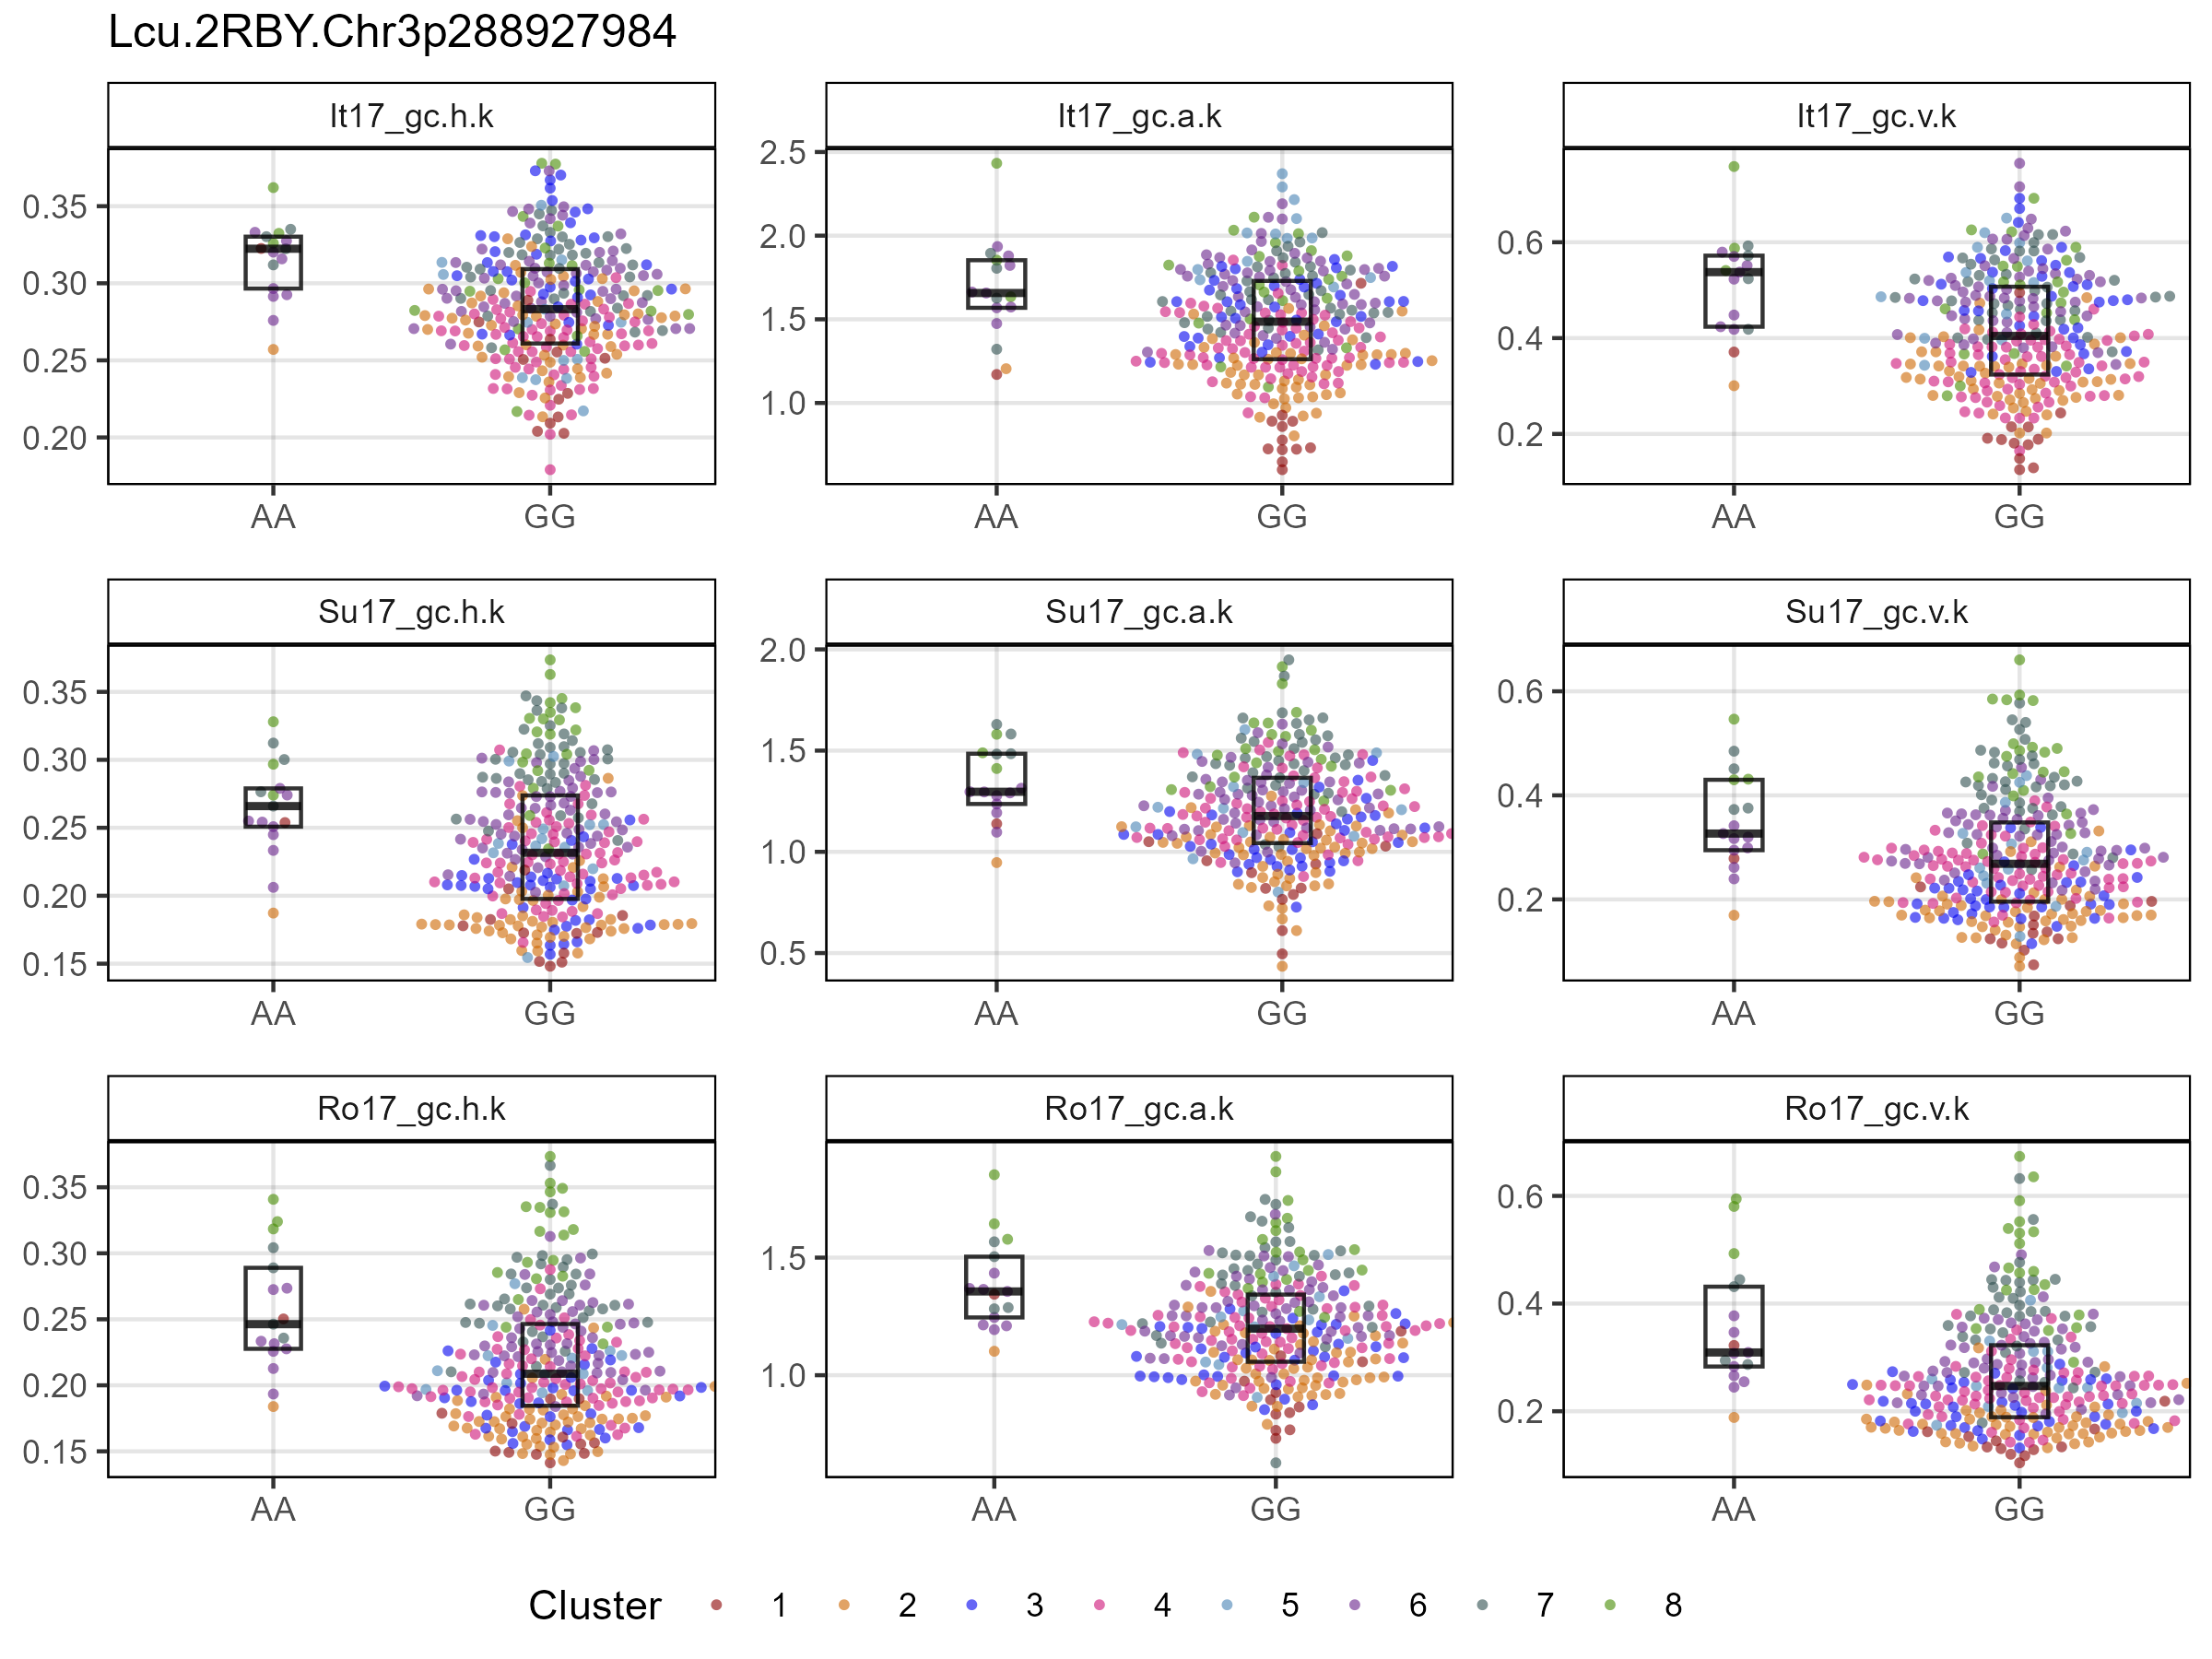 Lcu.2RBY.Chr3p288927984
It17_gc.h.k
It17_gc.a.k
It17_gc.v.k
0.35
0.30
0.25
0.20
2.5
2.0
1.5
1.0
0.6
0.4
0.2
AA GG
AA GG
AA GG
Su17_gc.h.k
Su17_gc.a.k
Su17_gc.v.k
0.35
0.30
0.25
0.20
0.15
2.0
1.5
1.0
0.5
0.6
0.4
0.2
AA GG
AA GG
AA GG
Ro17_gc.h.k
Ro17_gc.a.k
Ro17_gc.v.k
0.35
0.30
0.25
0.20
0.15
1.5
1.0
0.6
0.4
0.2
AA GG
AA GG
AA GG
Cluster 1 2 3 4 5 6 7 8